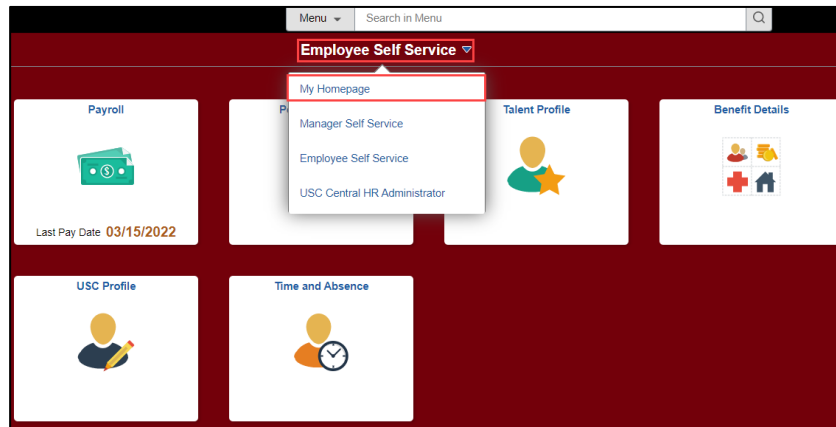 Menu
Search in Menu
Employee Self Service
My Homepage
Manager Self Service
Employee Self Service
USC Central HR Administrator
Payroll
Last Pay Date 03/15/2022
P
Talent Profile
Benefit Details
USC Profile
Time and Absence